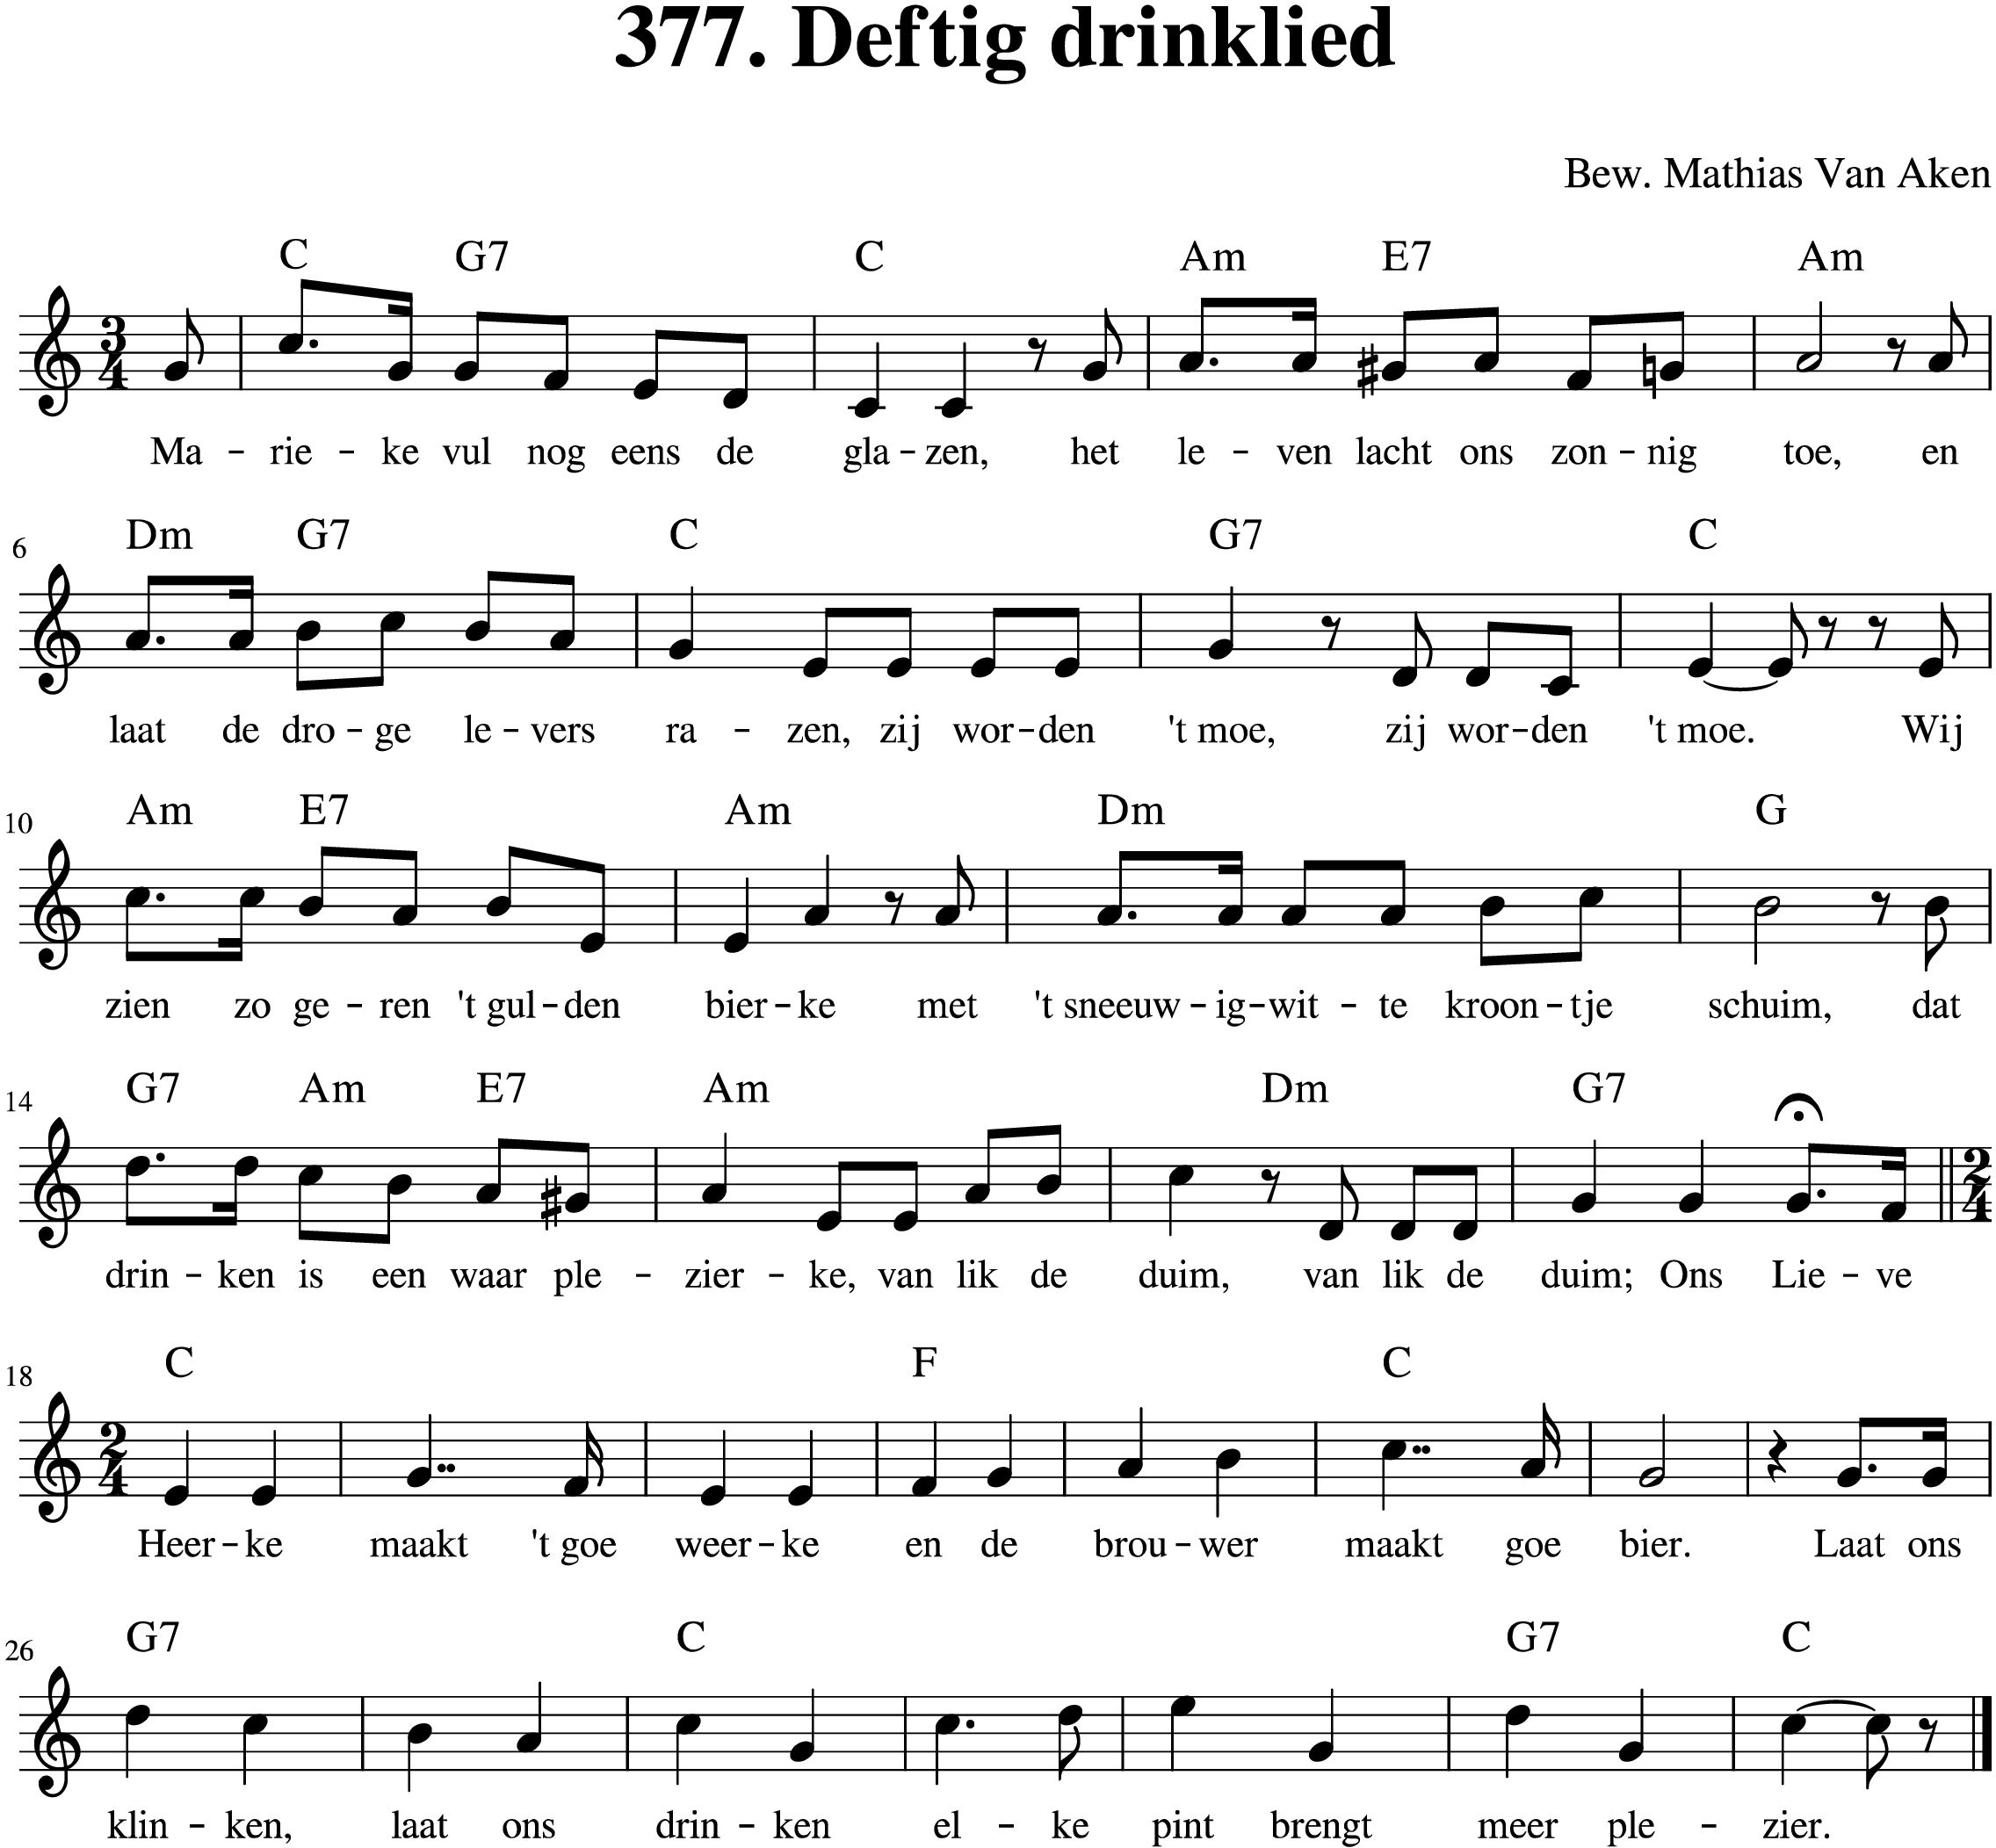 377. Deftig drinklied
Bew. Mathias Van Aken
C G7 C Am E7 Am
3
4
Ma - rie - ke vul nog eens de gla - zen, het le - ven lacht ons zon - nig toe, en
6 Dm G7 C G7 C
laat de dro - ge le - vers ra - zen, zij wor - den 't moe, zij wor - den 't moe. Wij
10 Am E7 Am Dm G
zien zo ge - ren 't gul - den bier - ke met 't sneeuw - ig - wit - te kroon - tje schuim, dat
14 G7 Am E7 Am Dm G7
2
4
drin - ken is een waar ple - zier - ke, van lik de duim, van lik de duim; Ons Lie - ve
18 C F C
2
4
Heer - ke maakt 't goe weer - ke en de brou - wer maakt goe bier. Laat ons
26 G7 C G7 C
klin - ken, laat ons drin - ken el - ke pint brengt meer ple - zier.